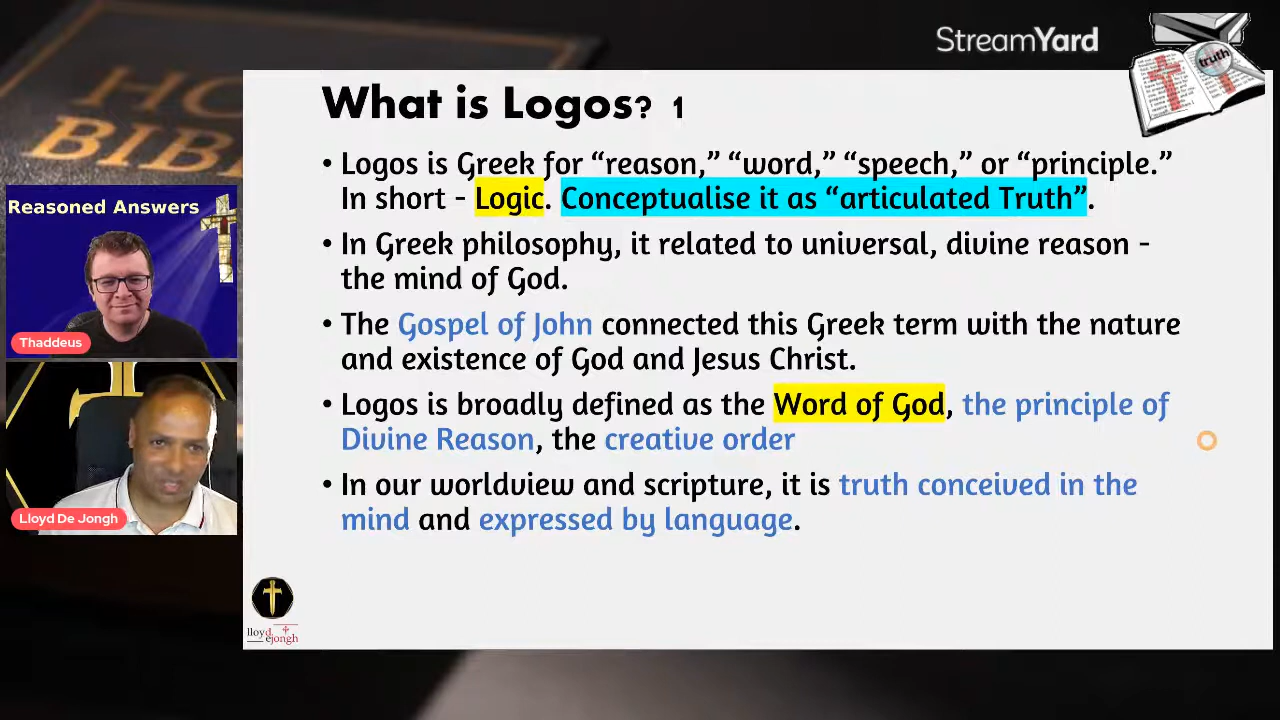 HO
BIB
StreamYard
truth
What is Logos? 1
• Logos is Greek for “reason,” “word,” “speech,” or “principle.”
In short - Logic. Conceptualise it as “articulated Truth”.
• In Greek philosophy, it related to universal, divine reason -
the mind of God.
• The Gospel of John connected this Greek term with the nature
and existence of God and Jesus Christ.
• Logos is broadly defined as the Word of God, the principle of
Divine Reason, the creative order
• In our worldview and scripture, it is truth conceived in the
mind and expressed by language.
Reasoned Answers
Thaddeus
Lloyd De Jongh
lloyd
ejongh